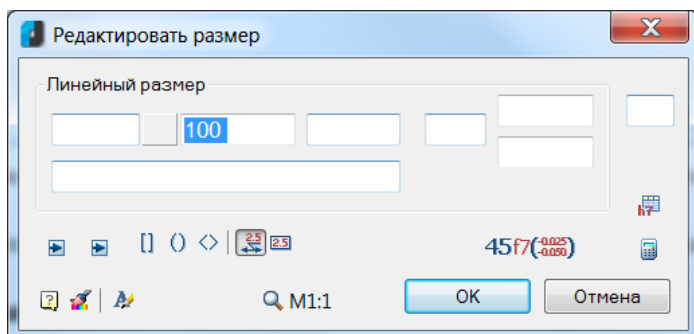 Редактировать размер
Линейный размер
100
h7
[] () <> 2.5 2.5 45f7(-0.025 -0.050)
M1:1 OK Отмена